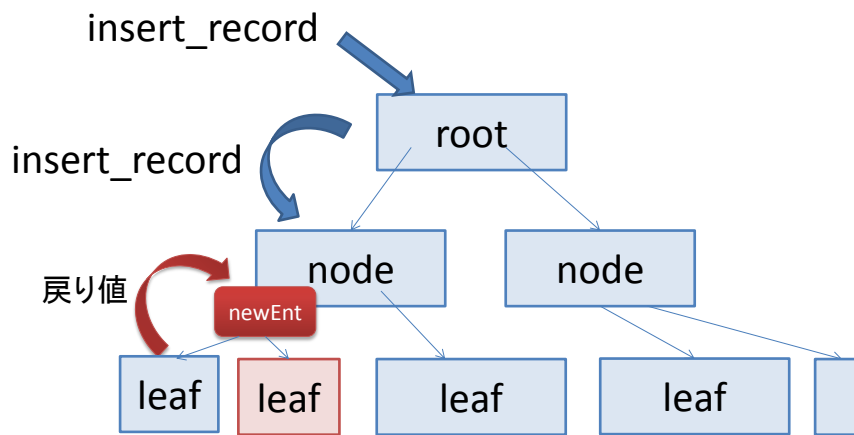 insert_record
root
insert_record
node
node
戻り値
newEnt
leaf
leaf
leaf
leaf